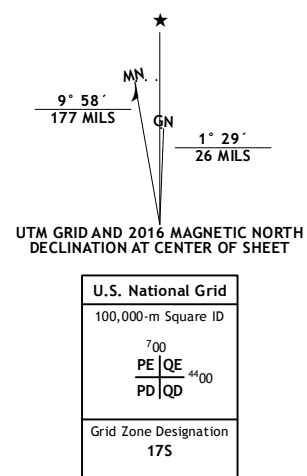 ★
MN
9° 58´
177 MILS
GN
1° 29´
26 MILS
UTM GRID AND 2016 MAGNETIC NORTH
DECLINATION AT CENTER OF SHEET
U.S. National Grid
100,000-m Square ID
700
PE QE
4400
PD QD
Grid Zone Designation
17S